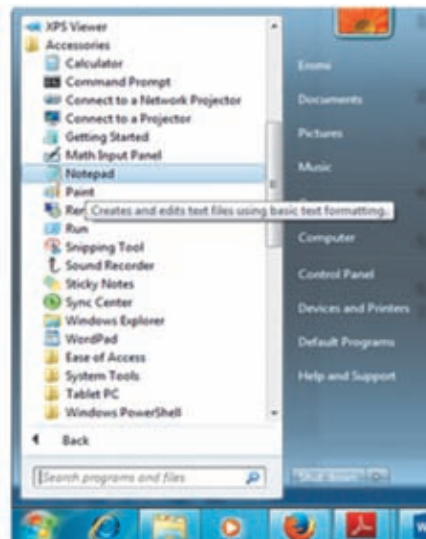 XPS Viewer
Accessories
Calculator
Command Prompt
Connect to a Network Projector
Connect to a Projector
Getting Started
Math Input Panel
Notepad
Paint
Creates and edits text files using basic text formatting.
Run
Snipping Tool
Sound Recorder
Sticky Notes
Sync Center
Windows Explorer
WordPad
Ease of Access
System Tools
Tablet PC
Windows PowerShell
Back
Search programs and files
Documents
Pictures
Music
Computer
Control Panel
Devices and Printers
Default Programs
Help and Support
W